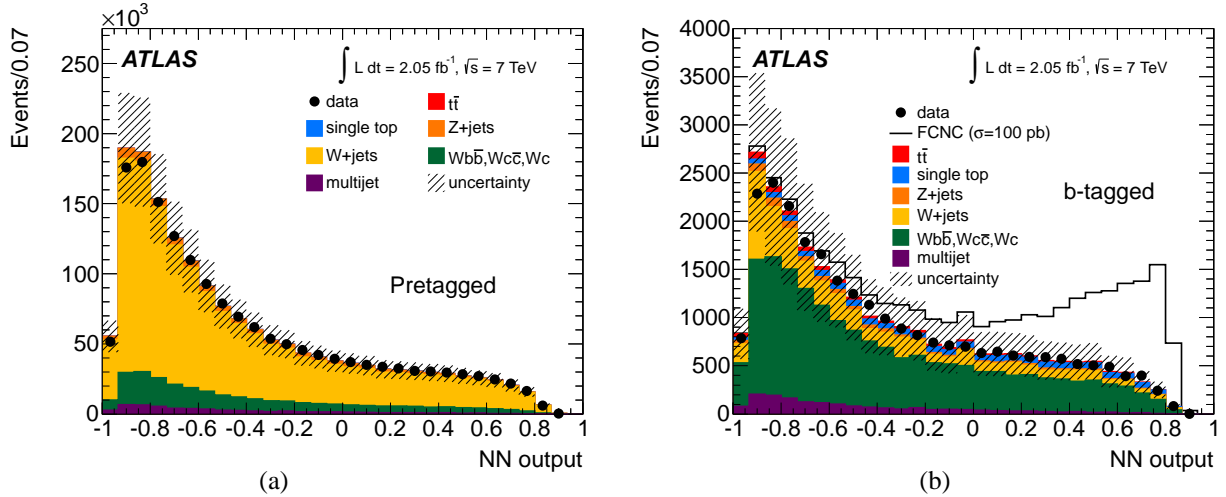 ×10³
Events/0.07
ATLAS
∫ L dt = 2.05 fb⁻¹, √s = 7 TeV
data
tt̄
single top
Z+jets
W+jets
Wbb̄,Wcc̄,Wc
multijet
uncertainty
Pretagged
250
200
150
100
50
0
-1 -0.8 -0.6 -0.4 -0.2 0 0.2 0.4 0.6 0.8 1
NN output
(a)
Events/0.07
ATLAS
∫ L dt = 2.05 fb⁻¹, √s = 7 TeV
data
FCNC (σ=100 pb)
tt̄
single top
Z+jets
W+jets
Wbb̄,Wcc̄,Wc
multijet
uncertainty
b-tagged
4000
3500
3000
2500
2000
1500
1000
500
0
-1 -0.8 -0.6 -0.4 -0.2 0 0.2 0.4 0.6 0.8 1
NN output
(b)